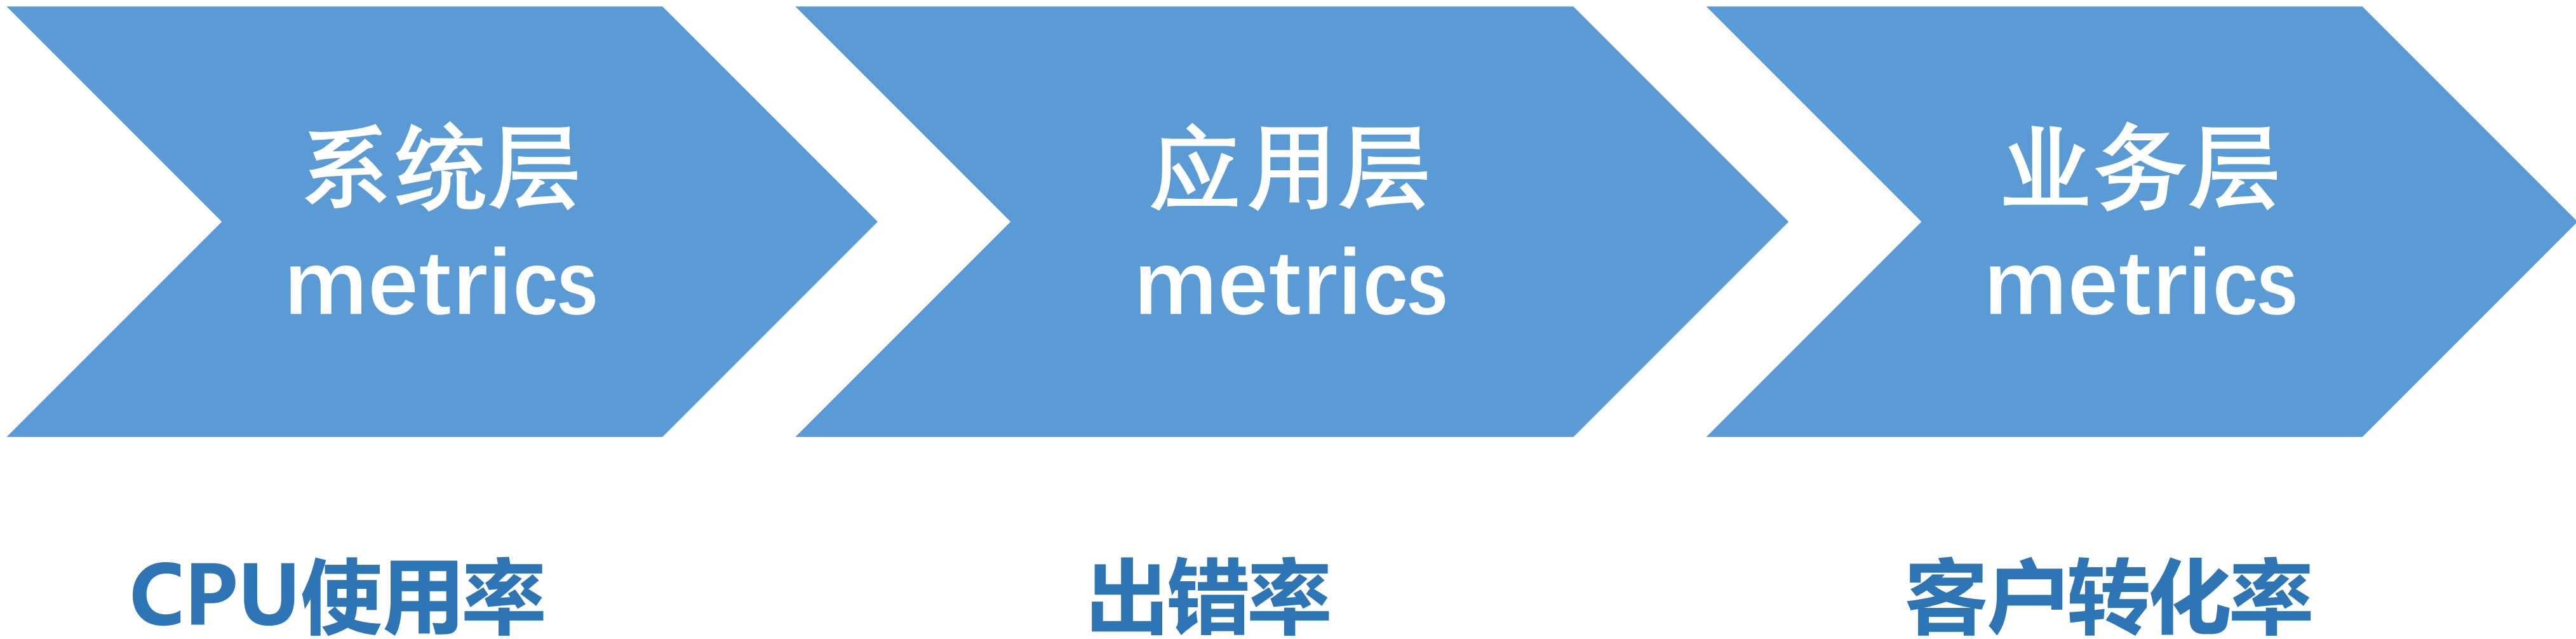 系统层
metrics
应用层
metrics
业务层
metrics
CPU使用率
出错率
客户转化率